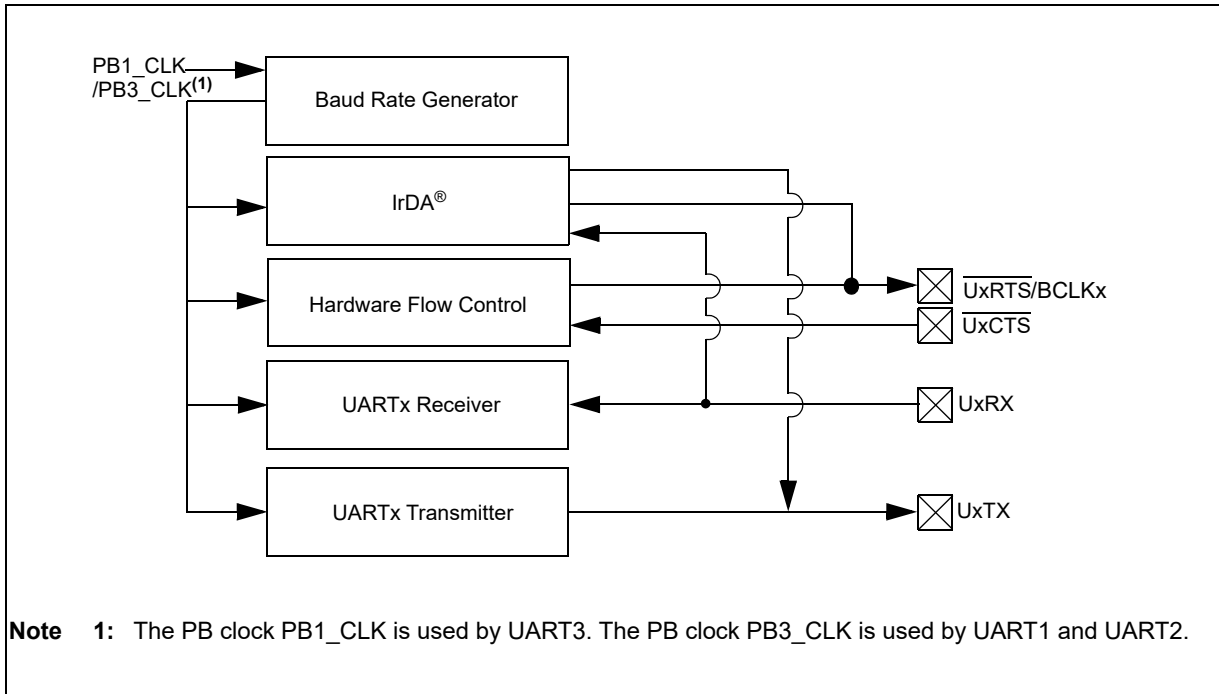 PB1_CLK
/PB3_CLK(1)
Baud Rate Generator
IrDA®
Hardware Flow Control
UxRTS/BCLKx
UxCTS
UARTx Receiver
UxRX
UARTx Transmitter
UxTX
Note 1: The PB clock PB1_CLK is used by UART3. The PB clock PB3_CLK is used by UART1 and UART2.